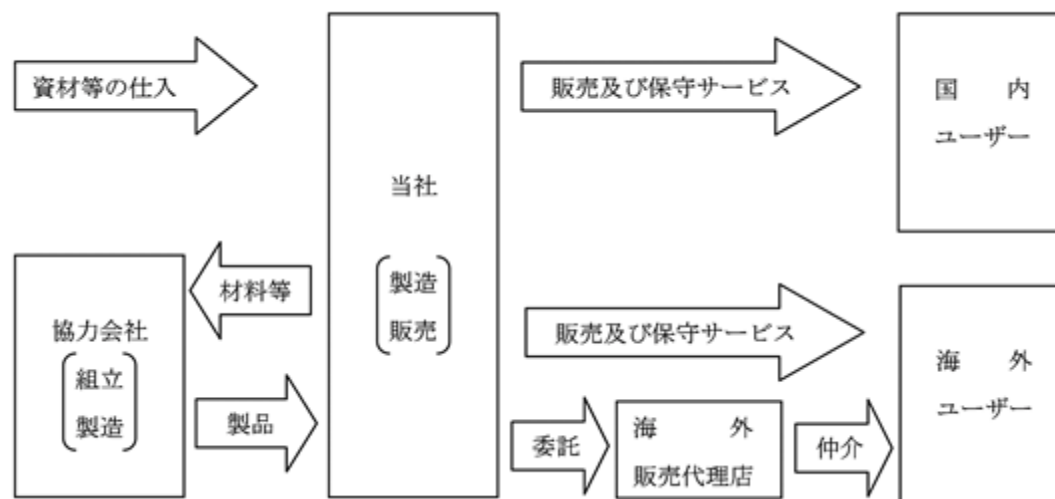 資材等の仕入
販売及び保守サービス
国 内
ユーザー
当社
製造
販売
材料等
協力会社
組立
製造
製品
販売及び保守サービス
海 外
ユーザー
委託
海 外
販売代理店
仲介